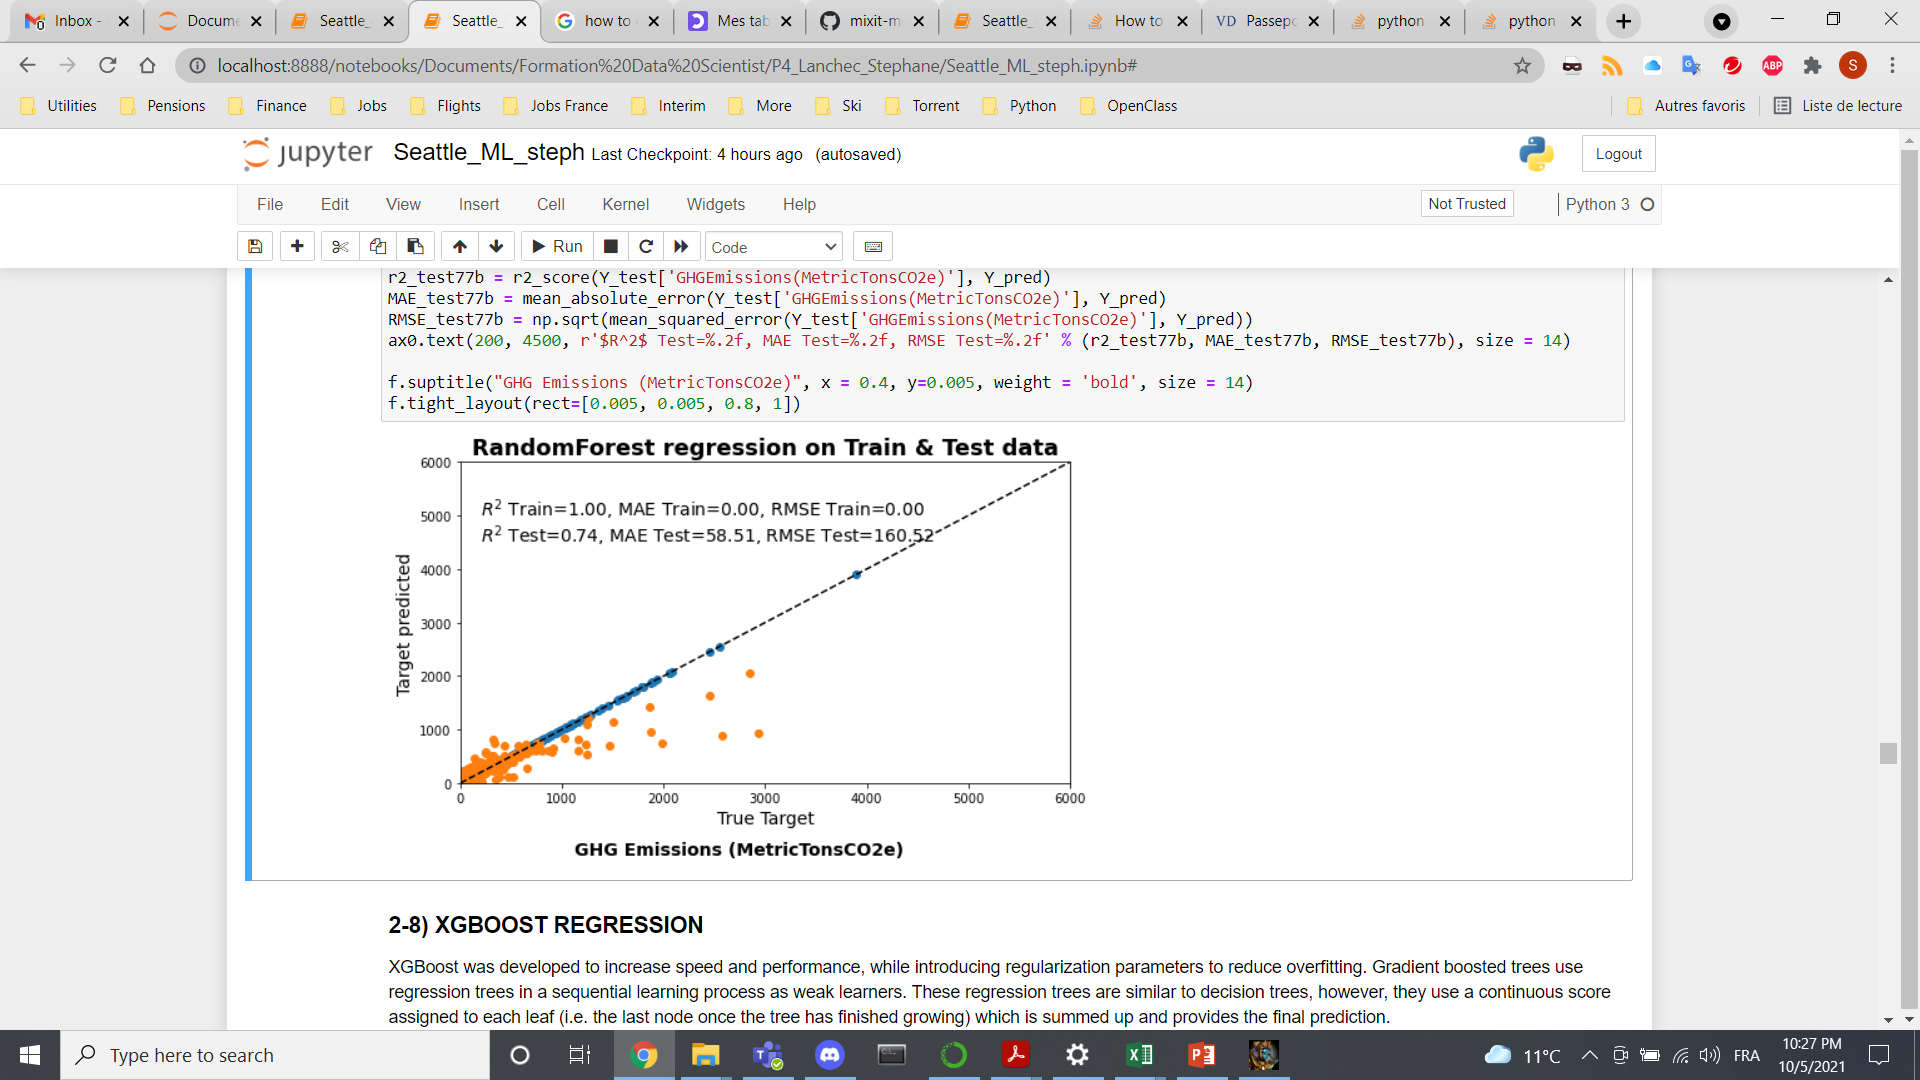 Inbox -
Docum
Seattle_
Seattle_
how to
Mes tab
mixit-m
Seattle_
How to
VD Passep
python
python
localhost:8888/notebooks/Documents/Formation%20Data%20Scientist/P4_Lanchec_Stephane/Seattle_ML_steph.ipynb#
ABP
S
Utilities
Pensions
Finance
Jobs
Flights
Jobs France
Interim
More
Ski
Torrent
Python
OpenClass
Autres favoris
Liste de lecture
jupyter Seattle_ML_steph Last Checkpoint: 4 hours ago (autosaved)
Logout
File Edit View Insert Cell Kernel Widgets Help
Not Trusted
Python 3
Run
Code
r2_test77b = r2_score(Y_test['GHGEmissions(MetricTonsCO2e)'], Y_pred)
MAE_test77b = mean_absolute_error(Y_test['GHGEmissions(MetricTonsCO2e)'], Y_pred)
RMSE_test77b = np.sqrt(mean_squared_error(Y_test['GHGEmissions(MetricTonsCO2e)'], Y_pred))
ax0.text(200, 4500, r'$R^2$ Test=%.2f, MAE Test=%.2f, RMSE Test=%.2f' % (r2_test77b, MAE_test77b, RMSE_test77b), size = 14)
f.suptitle("GHG Emissions (MetricTonsCO2e)", x = 0.4, y=0.005, weight = 'bold', size = 14)
f.tight_layout(rect=[0.005, 0.005, 0.8, 1])
RandomForest regression on Train & Test data
6000
R² Train=1.00, MAE Train=0.00, RMSE Train=0.00
5000
R² Test=0.74, MAE Test=58.51, RMSE Test=160.52
4000
3000
2000
1000
0
Target predicted
0 1000 2000 3000 4000 5000 6000
True Target
GHG Emissions (MetricTonsCO2e)
2-8) XGBOOST REGRESSION
XGBoost was developed to increase speed and performance, while introducing regularization parameters to reduce overfitting. Gradient boosted trees use
regression trees in a sequential learning process as weak learners. These regression trees are similar to decision trees, however, they use a continuous score
assigned to each leaf (i.e. the last node once the tree has finished growing) which is summed up and provides the final prediction.
Type here to search
11°C
FRA
10:27 PM
10/5/2021